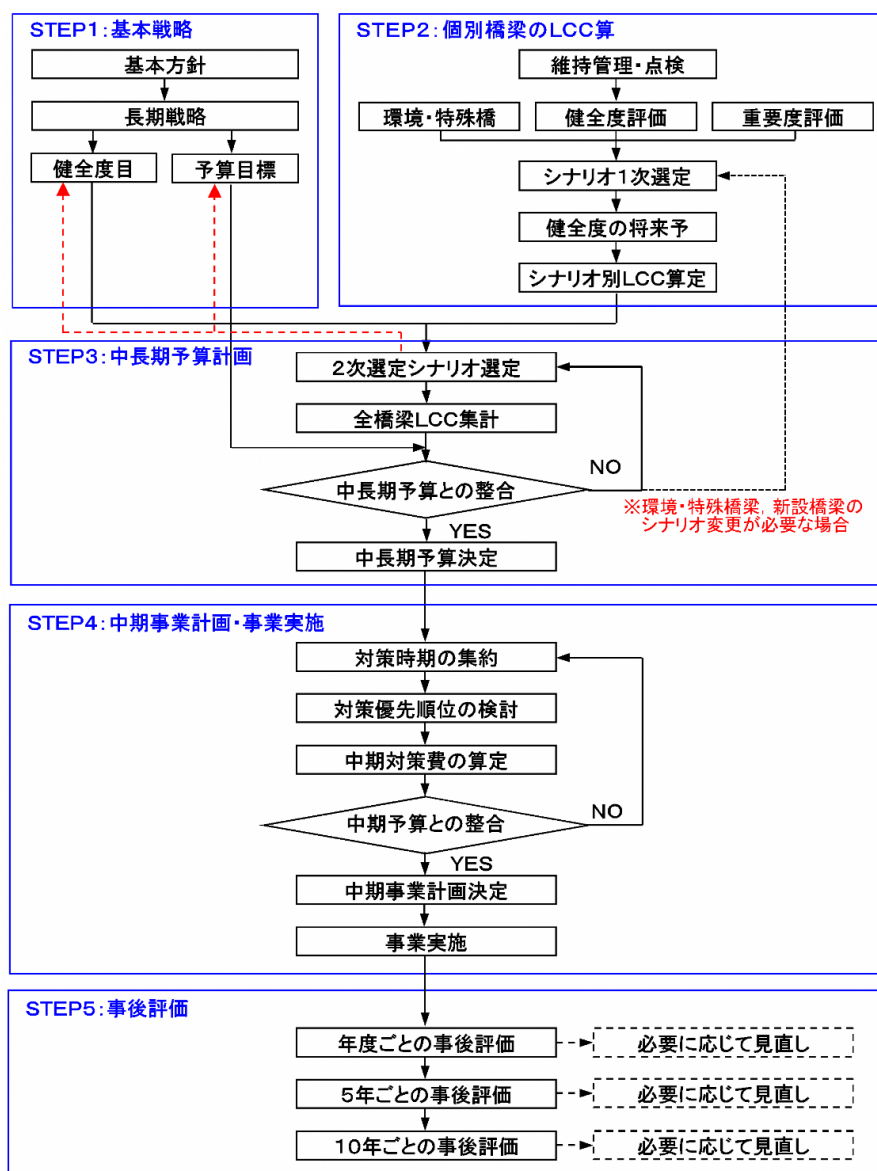 STEP1:基本戦略
基本方針
長期戦略
健全度目
予算目標
STEP2:個別橋梁のLCC算
維持管理・点検
環境・特殊橋
健全度評価
重要度評価
シナリオ1次選定
健全度の将来予
シナリオ別LCC算定
STEP3:中長期予算計画
2次選定シナリオ選定
全橋梁LCC集計
中長期予算との整合
NO
※環境・特殊橋梁,新設橋梁の
シナリオ変更が必要な場合
YES
中長期予算決定
STEP4:中期事業計画・事業実施
対策時期の集約
対策優先順位の検討
中期対策費の算定
中期予算との整合
NO
YES
中期事業計画決定
事業実施
STEP5:事後評価
年度ごとの事後評価
必要に応じて見直し
5年ごとの事後評価
必要に応じて見直し
10年ごとの事後評価
必要に応じて見直し